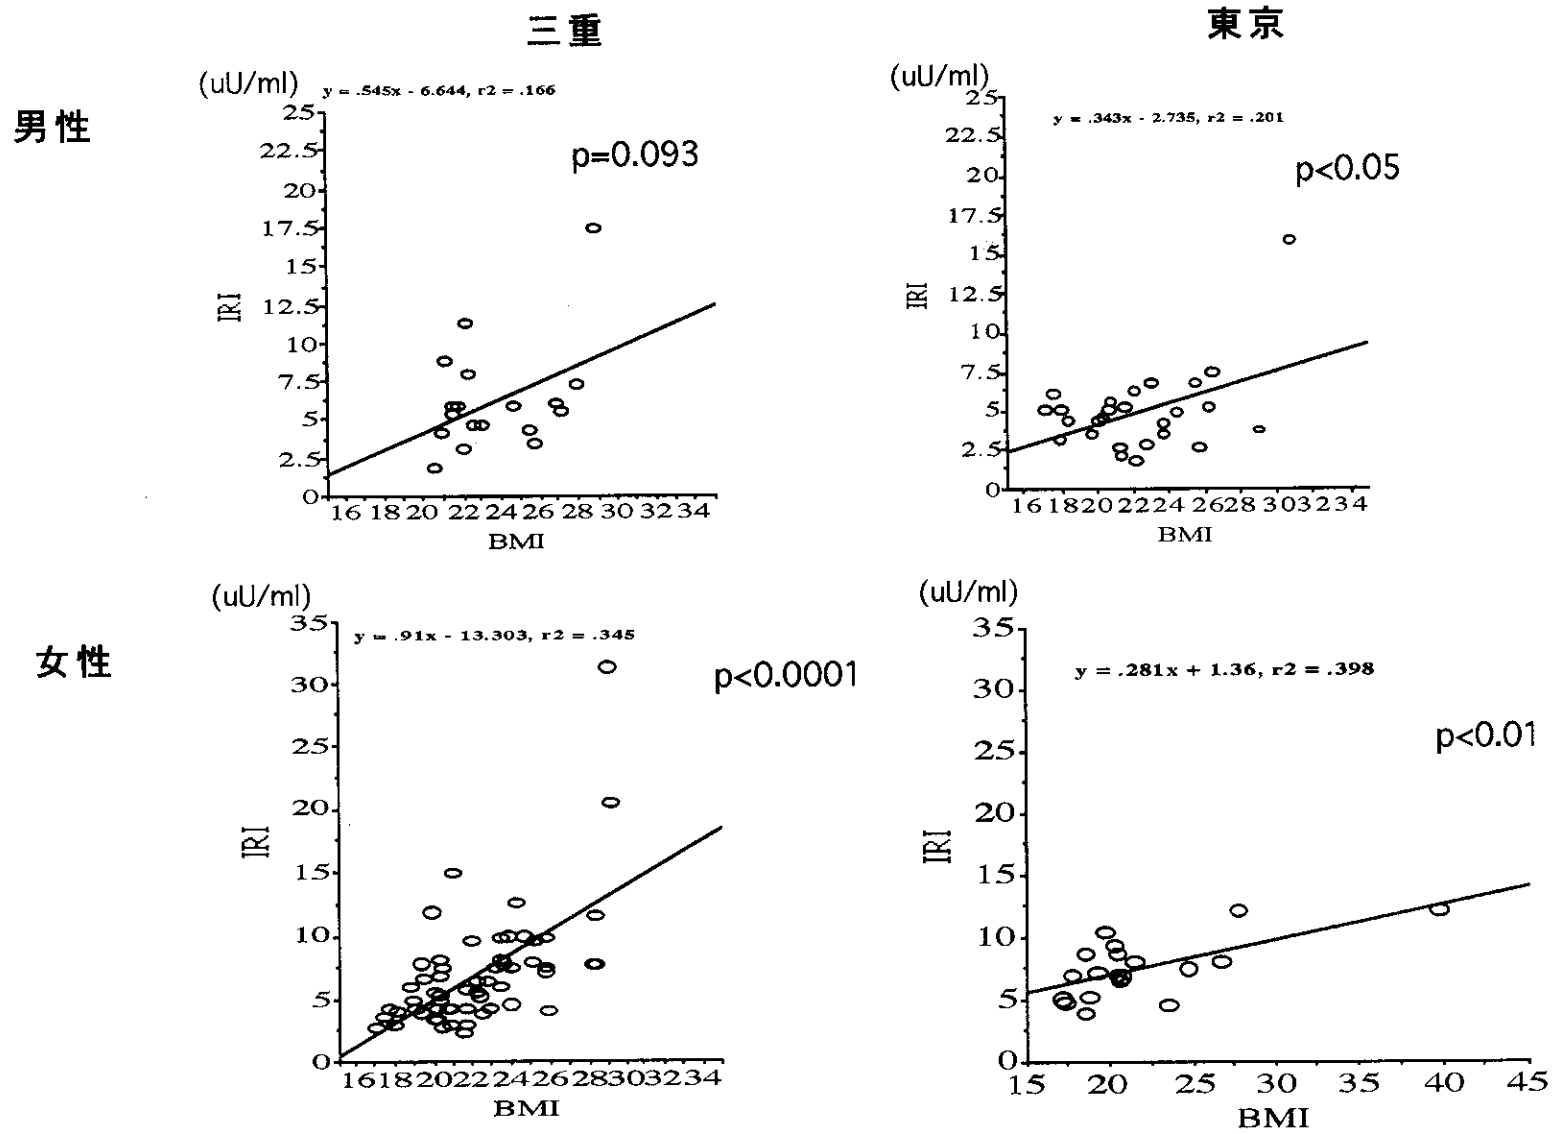 三重
東京
男性
(uU/ml)
y = .545x - 6.644, r2 = .166
p=0.093
IRI
25
22.5
20
17.5
15
12.5
10
7.5
5
2.5
0
16 18 20 22 24 26 28 30 32 34
BMI
(uU/ml)
y = .343x - 2.735, r2 = .201
p<0.05
IRI
25
22.5
20
17.5
15
12.5
10
7.5
5
2.5
0
16 18 20 22 24 26 28 30 32 34
BMI
女性
(uU/ml)
y = .91x - 13.303, r2 = .345
p<0.0001
IRI
35
30
25
20
15
10
5
0
16 18 20 22 24 26 28 30 32 34
BMI
(uU/ml)
y = .281x + 1.36, r2 = .398
p<0.01
IRI
35
30
25
20
15
10
5
0
15 20 25 30 35 40 45
BMI